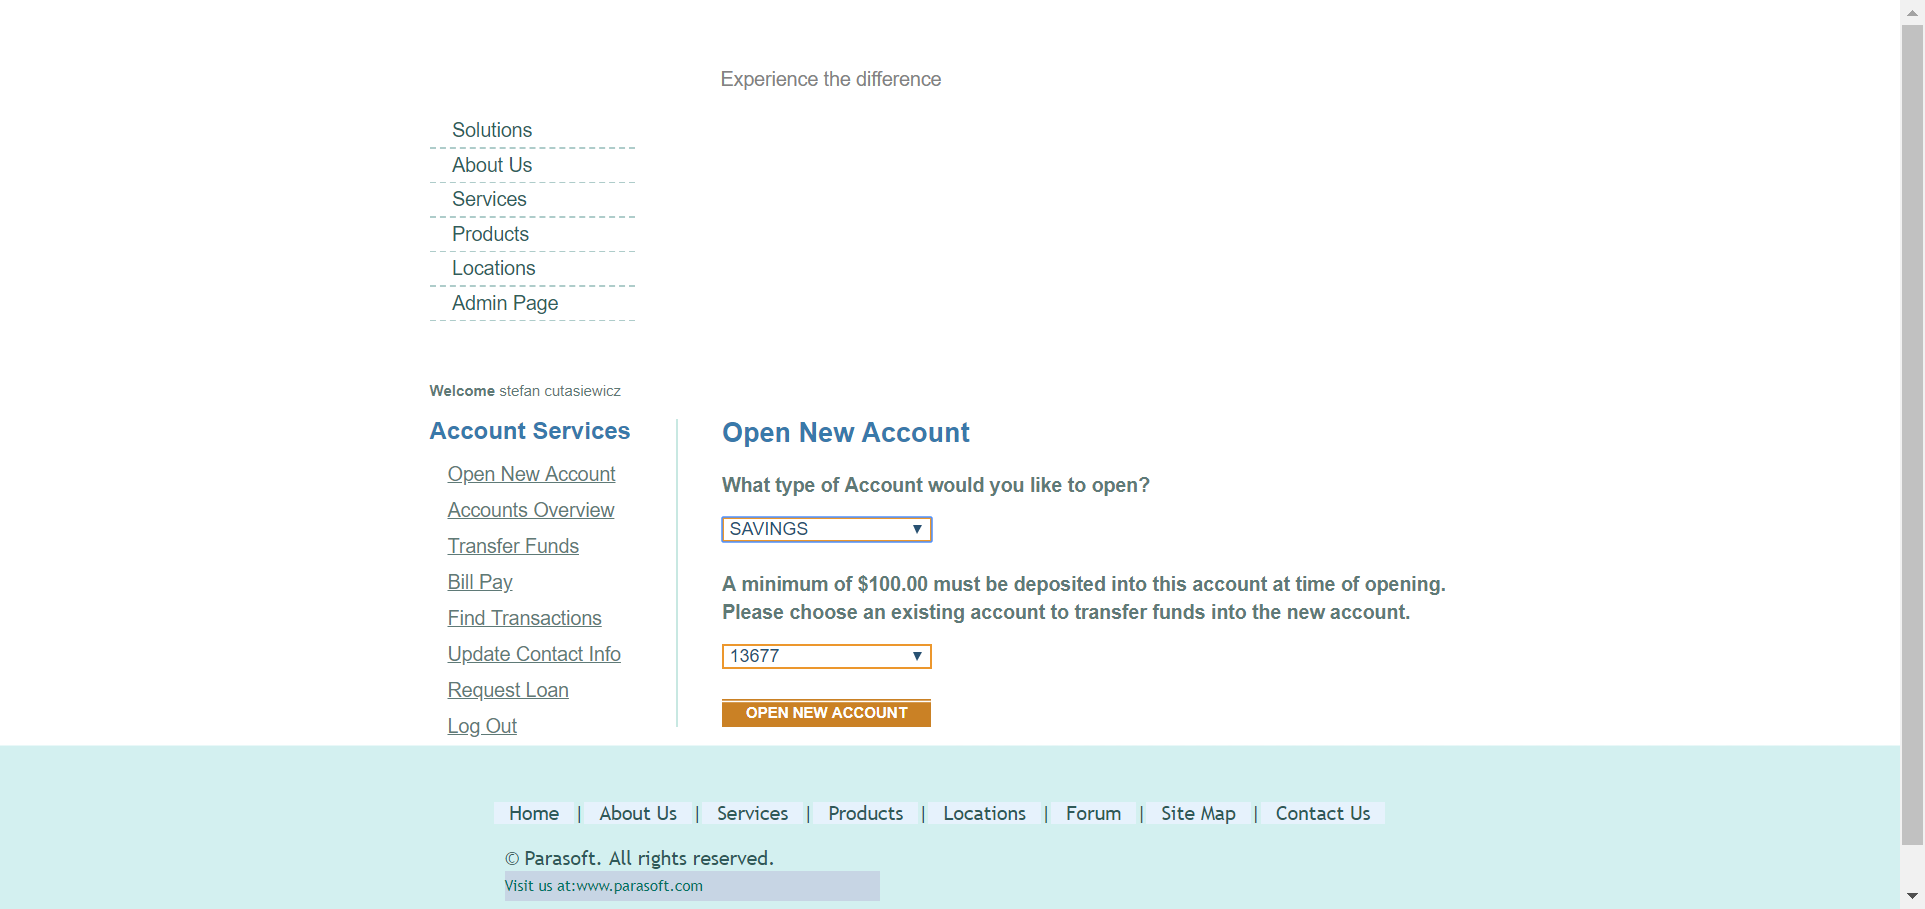 Experience the difference
Solutions
About Us
Services
Products
Locations
Admin Page
Welcome stefan cutasiewicz
Account Services
Open New Account
Accounts Overview
Transfer Funds
Bill Pay
Find Transactions
Update Contact Info
Request Loan
Log Out
Open New Account
What type of Account would you like to open?
SAVINGS
A minimum of $100.00 must be deposited into this account at time of opening.
Please choose an existing account to transfer funds into the new account.
13677
OPEN NEW ACCOUNT
Home | About Us | Services | Products | Locations | Forum | Site Map | Contact Us
© Parasoft. All rights reserved.
Visit us at:www.parasoft.com